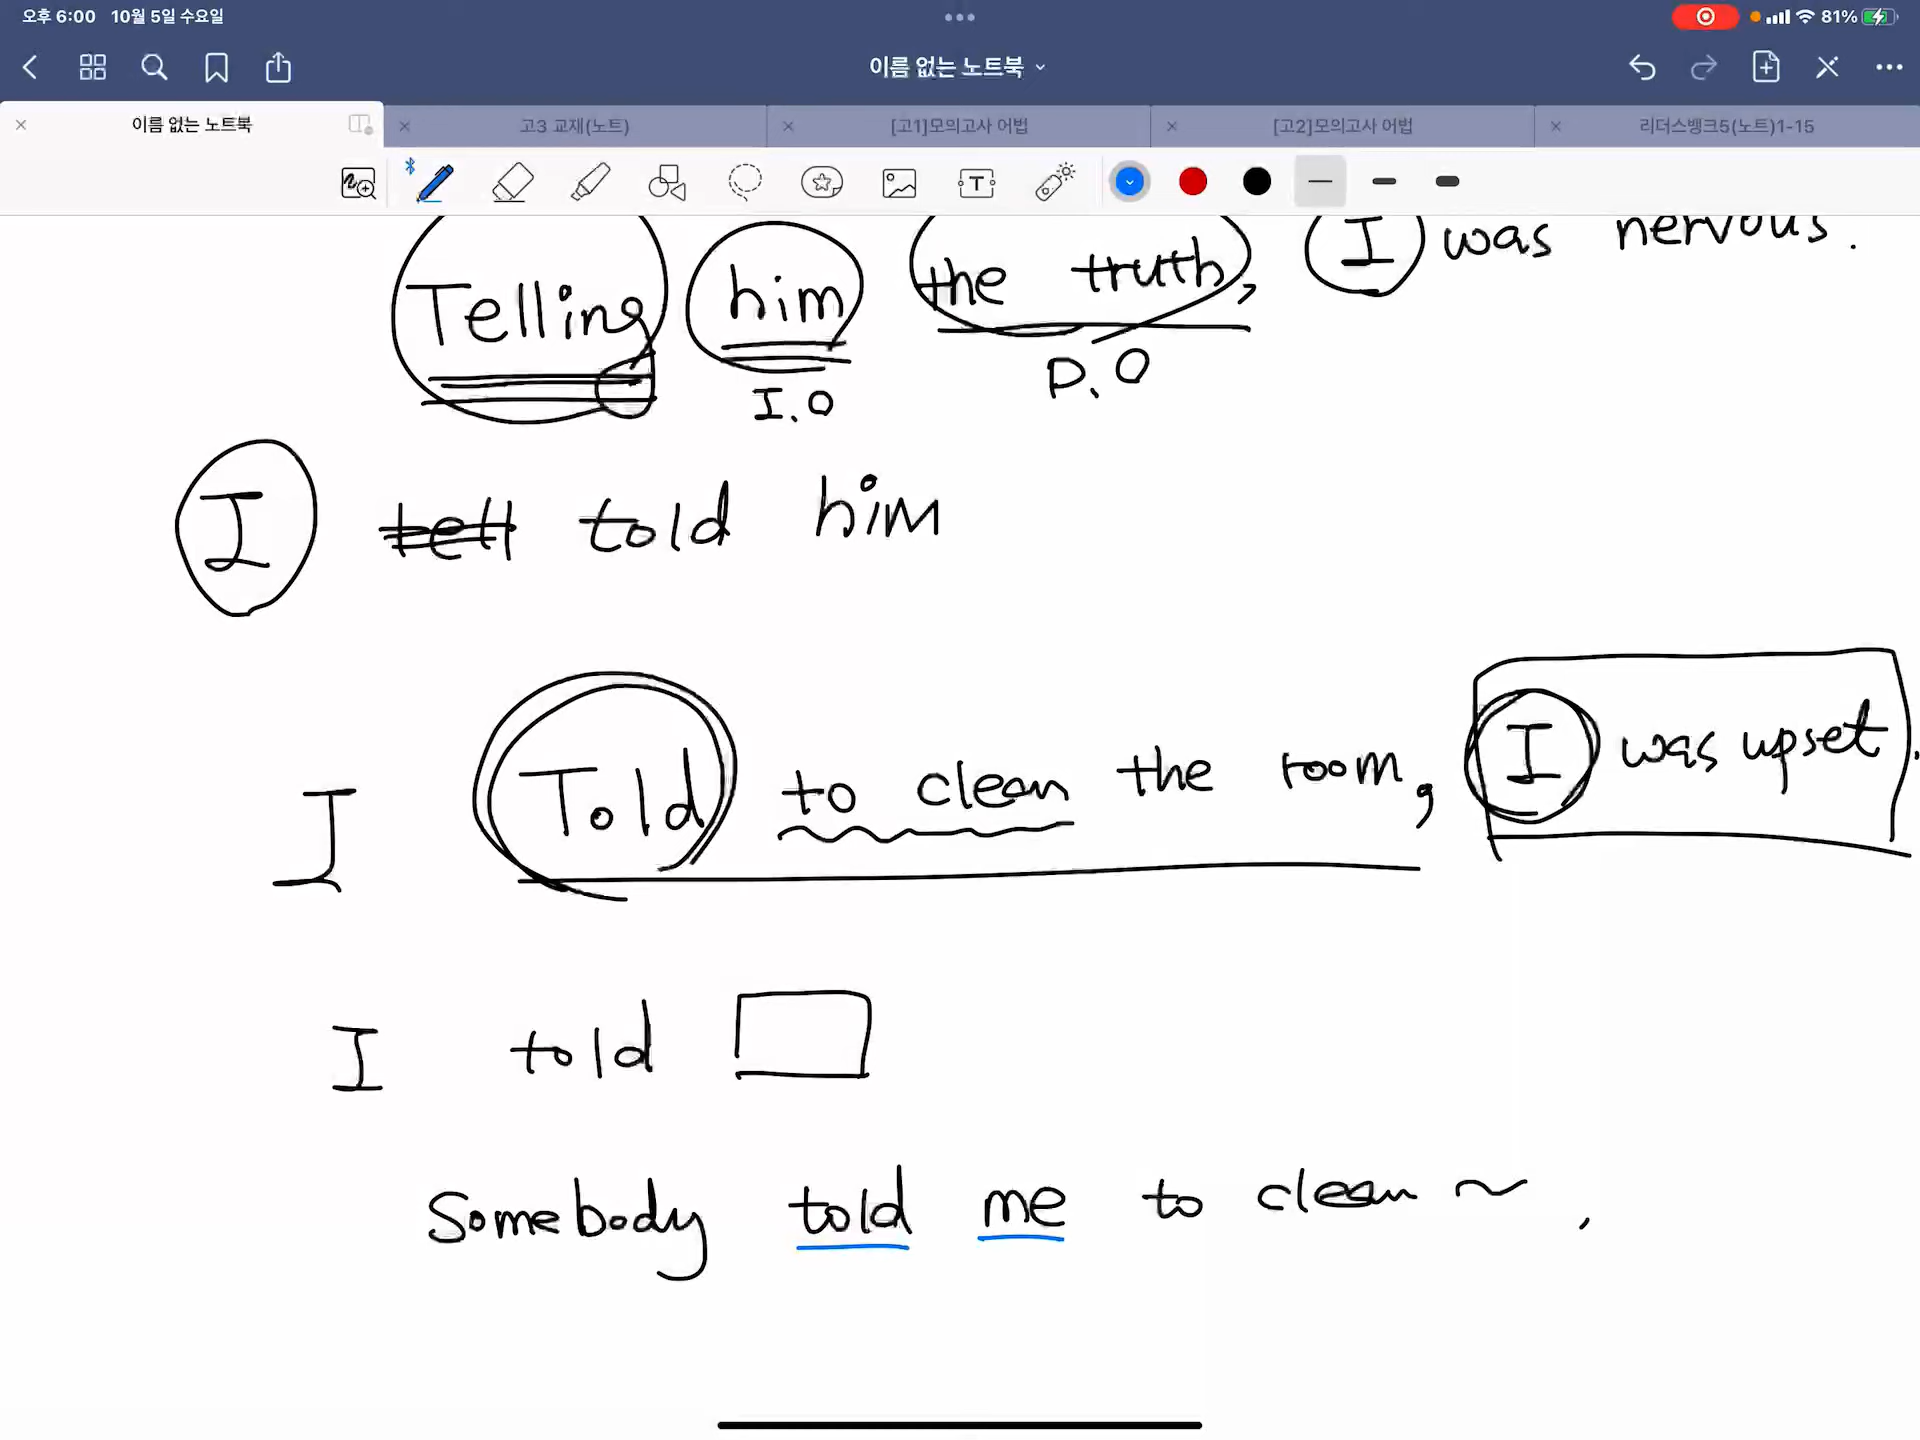 오후 6:00 10월 5일 수요일
81%
이름 없는 노트북
이름 없는 노트북
고3 교재(노트)
[고1]모의고사 어법
[고2]모의고사 어법
리더스뱅크5(노트)1-15
T
Telling him the truth, I was nervous.
I.O D.O
I tell told him
I Told to clean the room, I was upset.
I told
Somebody told me to clean ~ .